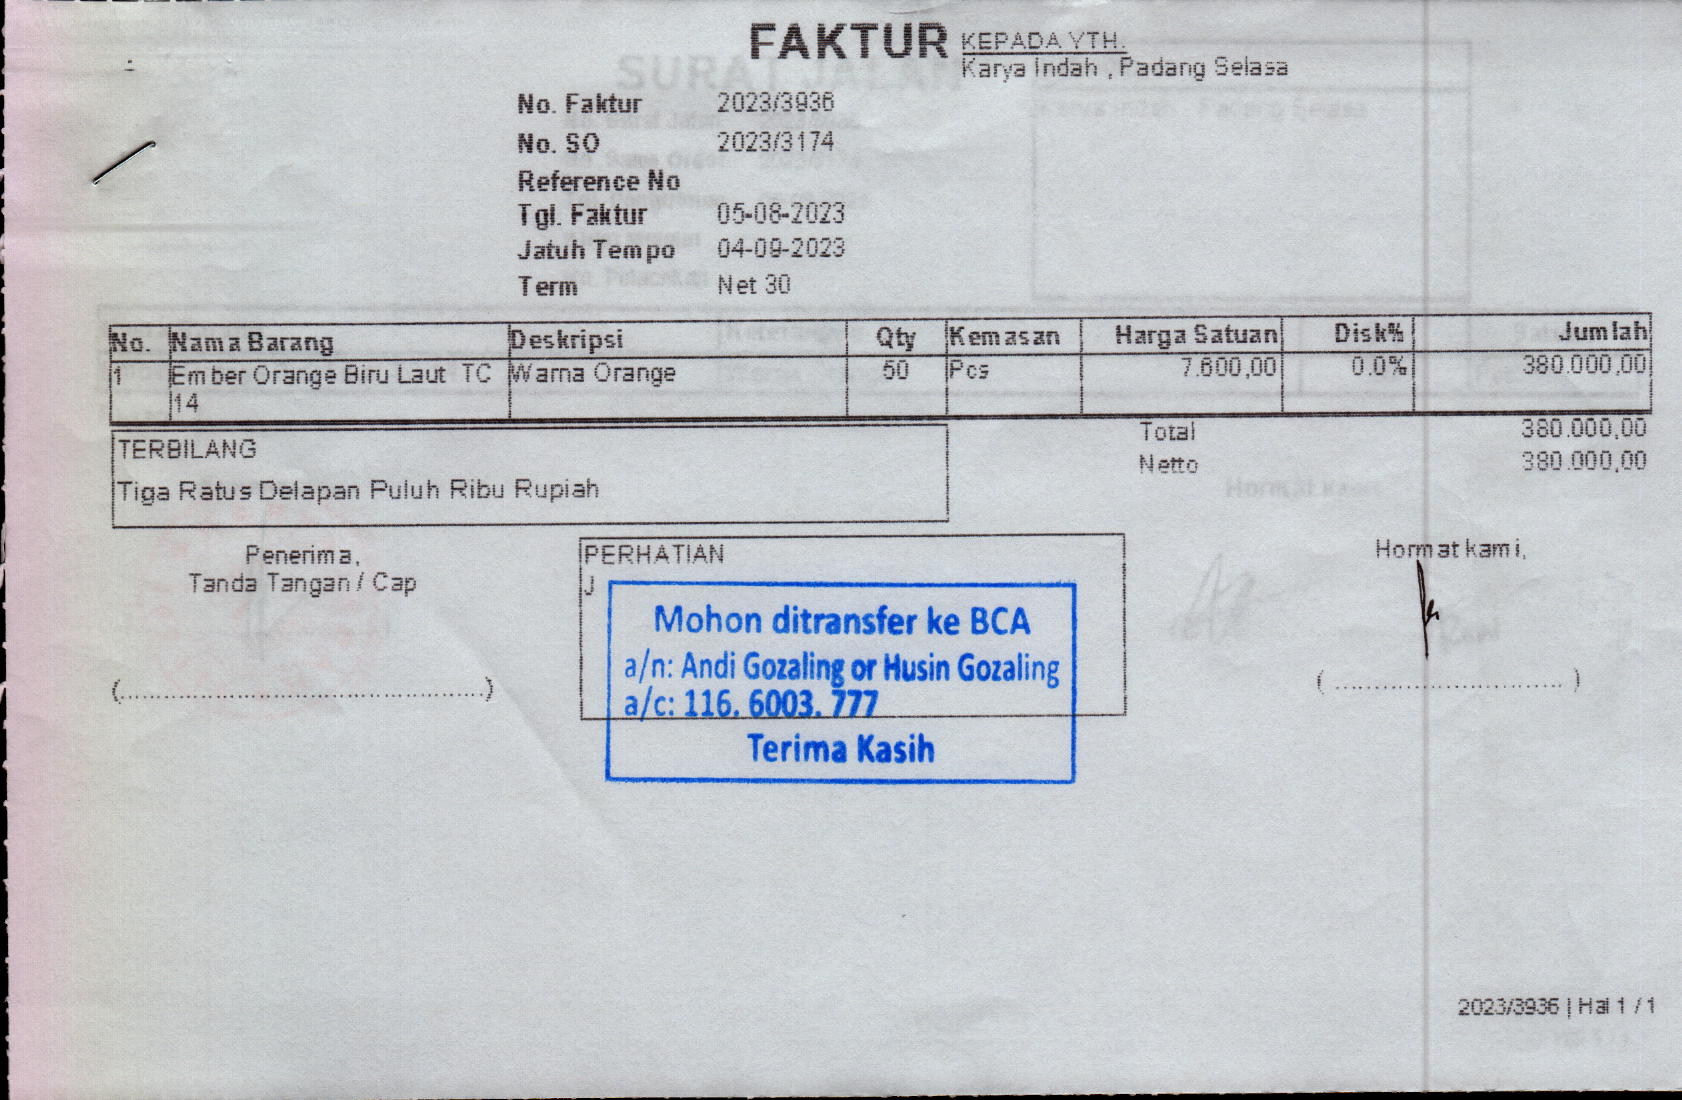 FAKTUR
KEPADA YTH.
Karya Indah , Padang Selasa
No. Faktur 2023/3936
No. SO 2023/3174
Reference No
Tgl. Faktur 05-08-2023
Jatuh Tempo 04-09-2023
Term Net 30
No. Nama Barang Deskripsi Qty Kemasan Harga Satuan Disk% Jumlah
1 Ember Orange Biru Laut TC Warna Orange 50 Pcs 7.600,00 0.0% 380.000,00
14
Total 380.000,00
Netto 380.000,00
TERBILANG
Tiga Ratus Delapan Puluh Ribu Rupiah
Penerima,
Tanda Tangan / Cap
(................................................)
PERHATIAN
J
Mohon ditransfer ke BCA
a/n: Andi Gozaling or Husin Gozaling
a/c: 116. 6003. 777
Terima Kasih
Hormat kami,
( .............................. )
2023/3936 | Hal 1 / 1
SURAT JALAN